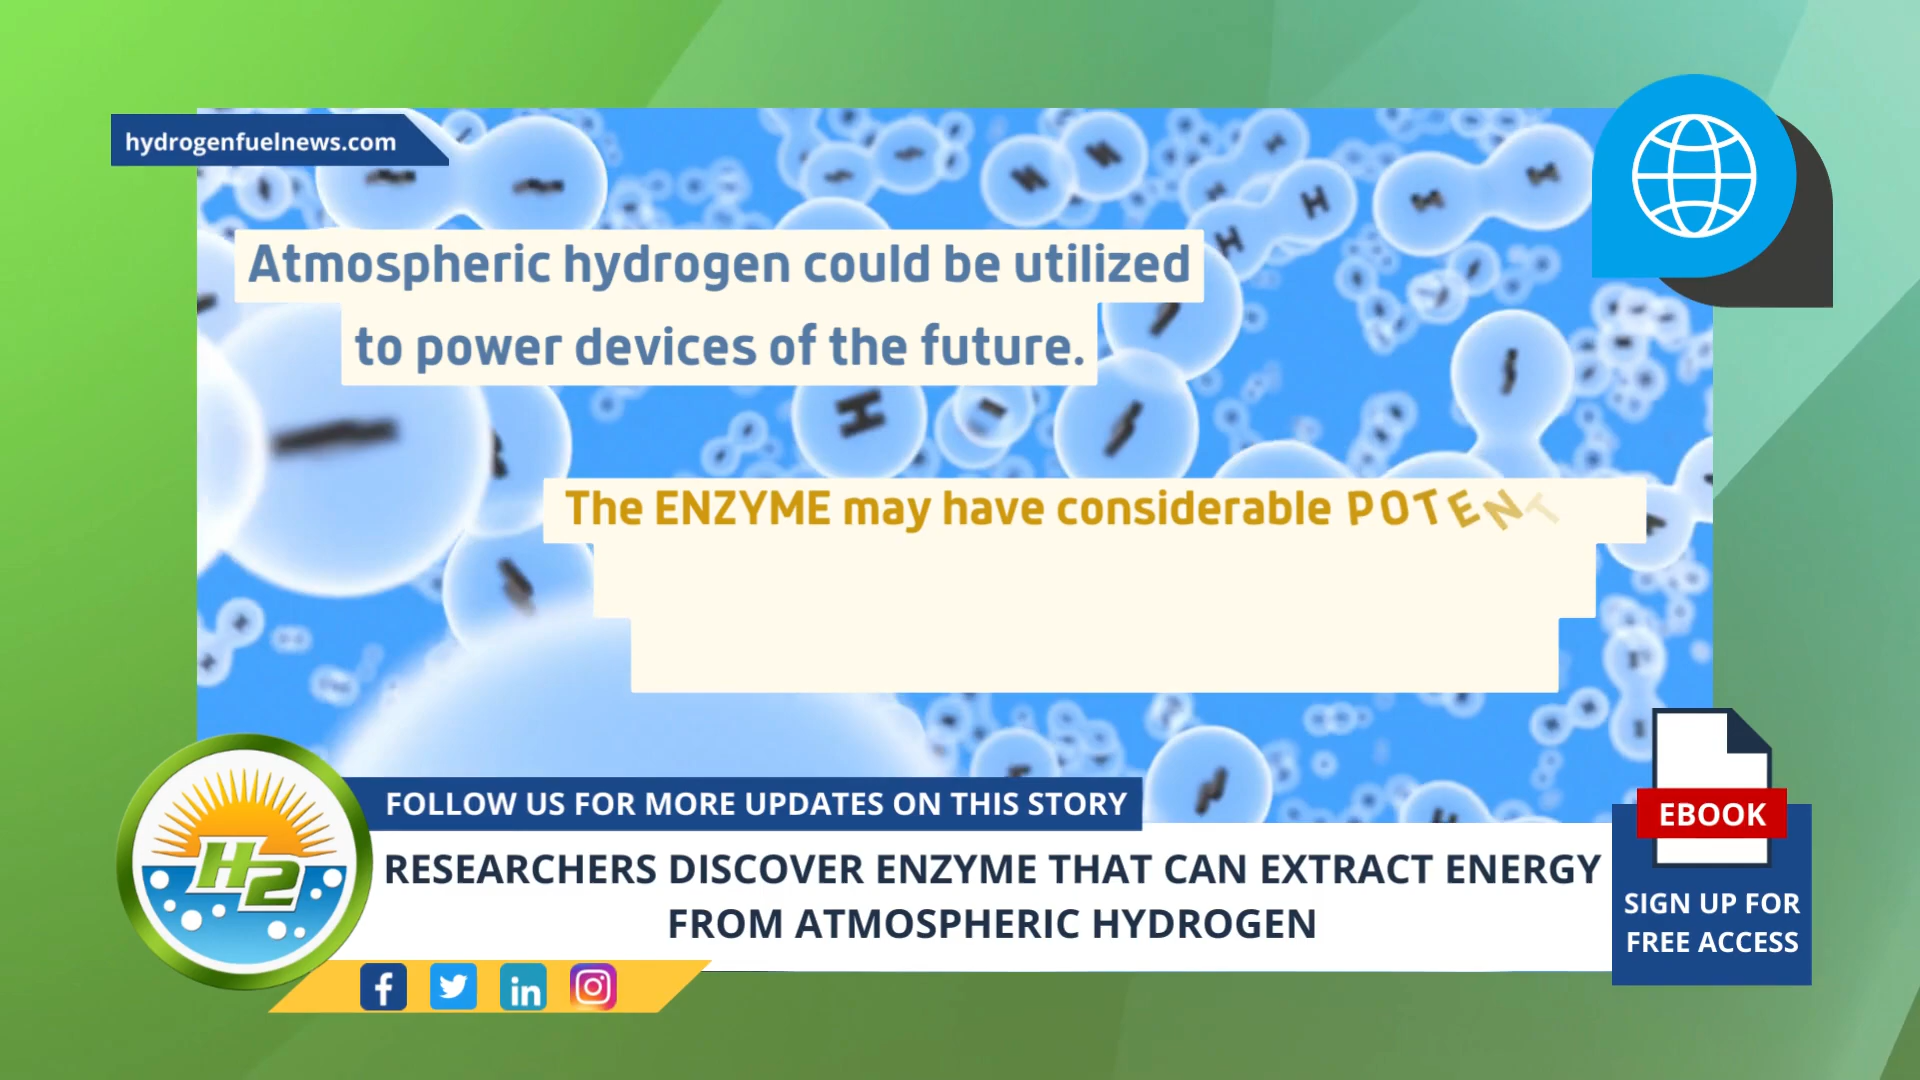 hydrogenfuelnews.com
Atmospheric hydrogen could be utilized
to power devices of the future.
The ENZYME may have considerable POTENT
FOLLOW US FOR MORE UPDATES ON THIS STORY
RESEARCHERS DISCOVER ENZYME THAT CAN EXTRACT ENERGY
FROM ATMOSPHERIC HYDROGEN
H2
EBOOK
SIGN UP FOR
FREE ACCESS